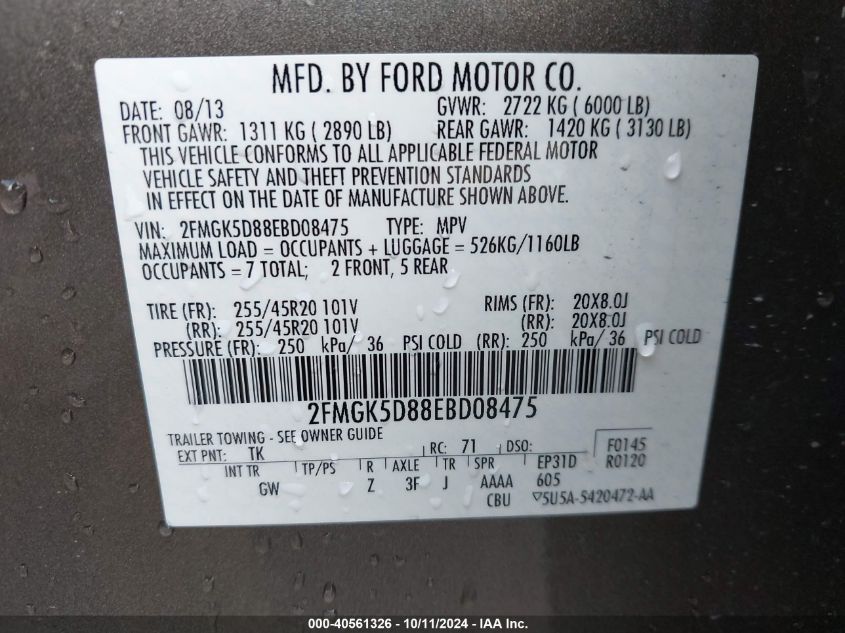 MFD. BY FORD MOTOR CO.
DATE: 08/13 GVWR: 2722 KG ( 6000 LB)
FRONT GAWR: 1311 KG ( 2890 LB) REAR GAWR: 1420 KG ( 3130 LB)
THIS VEHICLE CONFORMS TO ALL APPLICABLE FEDERAL MOTOR
VEHICLE SAFETY AND THEFT PREVENTION STANDARDS
IN EFFECT ON THE DATE OF MANUFACTURE SHOWN ABOVE.
VIN: 2FMGK5D88EBD08475 TYPE: MPV
MAXIMUM LOAD = OCCUPANTS + LUGGAGE = 526KG/1160LB
OCCUPANTS = 7 TOTAL; 2 FRONT, 5 REAR
TIRE (FR): 255/45R20 101V RIMS (FR): 20X8.0J
(RR): 255/45R20 101V (RR): 20X8.0J
PRESSURE (FR): 250 kPa/ 36 PSI COLD (RR): 250 kPa/ 36 PSI COLD
2FMGK5D88EBD08475
TRAILER TOWING - SEE OWNER GUIDE
EXT PNT: TK RC: 71 DSO: F0145
INT TR TP/PS R AXLE TR SPR EP31D R0120
GW Z 3F J AAAA 605
CBU 5U5A-5420472-AA
000-40561326 - 10/11/2024 - IAA Inc.